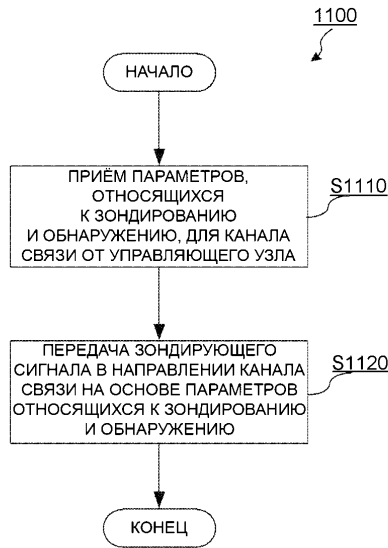 1100
НАЧАЛО
ПРИЁМ ПАРАМЕТРОВ,
ОТНОСЯЩИХСЯ
К ЗОНДИРОВАНИЮ
И ОБНАРУЖЕНИЮ, ДЛЯ КАНАЛА
СВЯЗИ ОТ УПРАВЛЯЮЩЕГО УЗЛА
S1110
ПЕРЕДАЧА ЗОНДИРУЮЩЕГО
СИГНАЛА В НАПРАВЛЕНИИ КАНАЛА
СВЯЗИ НА ОСНОВЕ ПАРАМЕТРОВ
ОТНОСЯЩИХСЯ К ЗОНДИРОВАНИЮ
И ОБНАРУЖЕНИЮ
S1120
КОНЕЦ